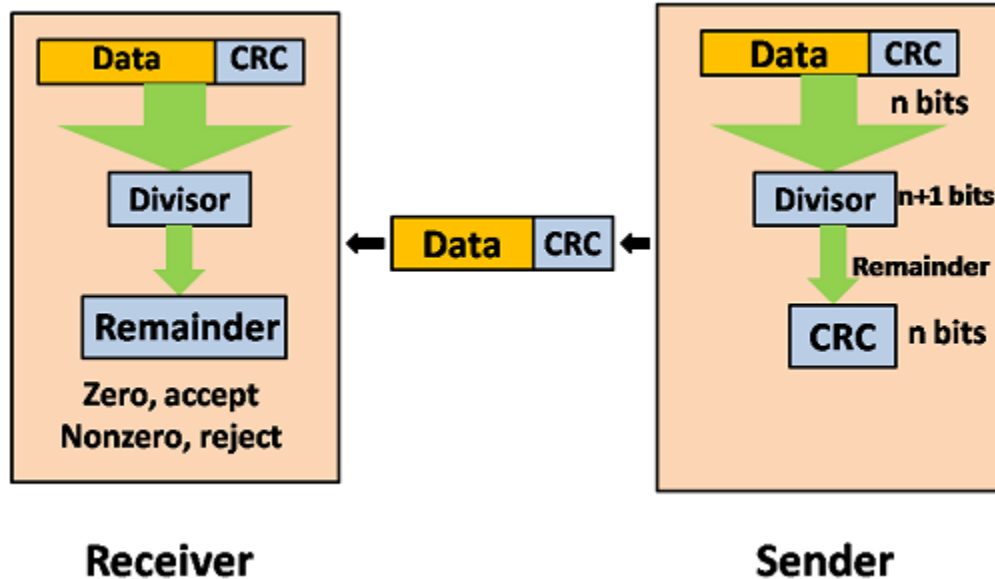 Data CRC
Divisor
Remainder
Zero, accept
Nonzero, reject
Receiver
Data CRC
Data CRC
n bits
Divisor n+1 bits
Remainder
CRC n bits
Sender